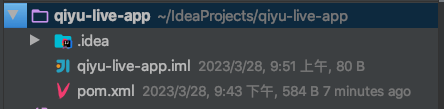 qiyu-live-app ~/IdeaProjects/qiyu-live-app
.idea
qiyu-live-app.iml 2023/3/28, 9:51 上午, 80 B
pom.xml 2023/3/28, 9:43 下午, 584 B 7 minutes ago